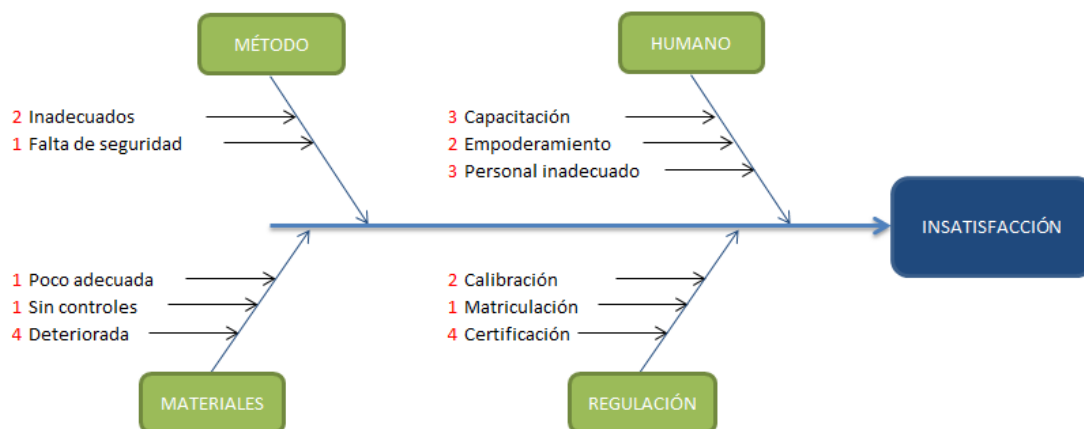 MÉTODO
HUMANO
2 Inadecuados
1 Falta de seguridad
3 Capacitación
2 Empoderamiento
3 Personal inadecuado
INSATISFACCIÓN
1 Poco adecuada
1 Sin controles
4 Deteriorada
2 Calibración
1 Matriculación
4 Certificación
MATERIALES
REGULACIÓN